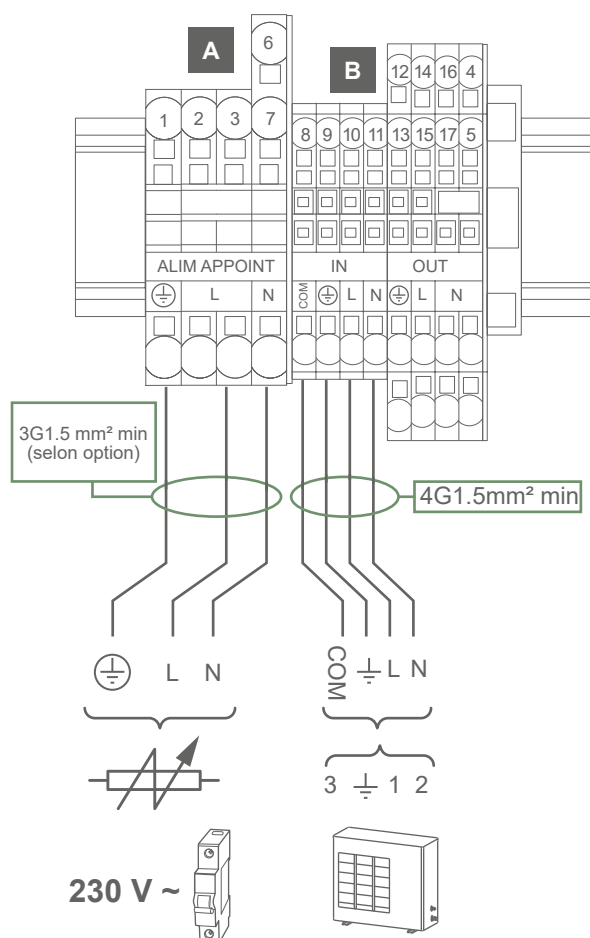 A
B
6
12 14 16 4
1 2 3 7
8 9 10 11 13 15 17 5
ALIM APPOINT
IN
OUT
L N
COM L N L N
3G1.5 mm² min
(selon option)
4G1.5mm² min
L N
COM L N
3 1 2
230 V ~